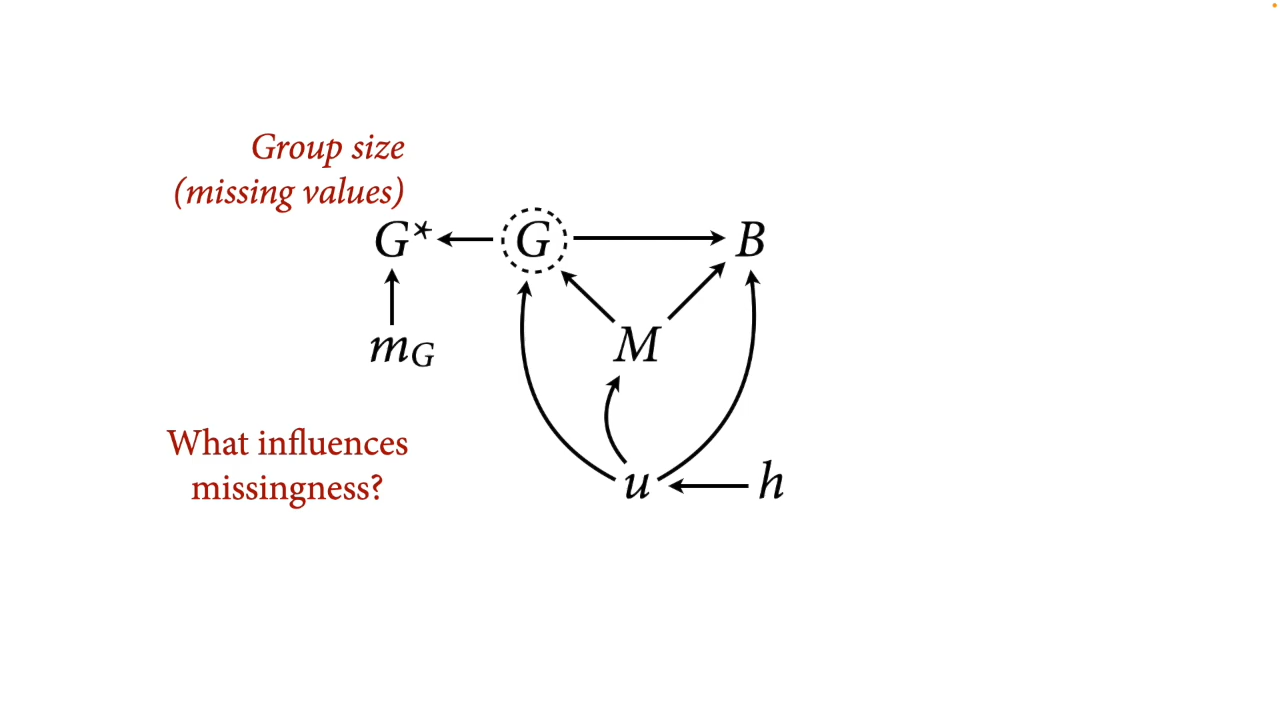 Group size
(missing values)
G* G B
m_G M
What influences
missingness?
u h